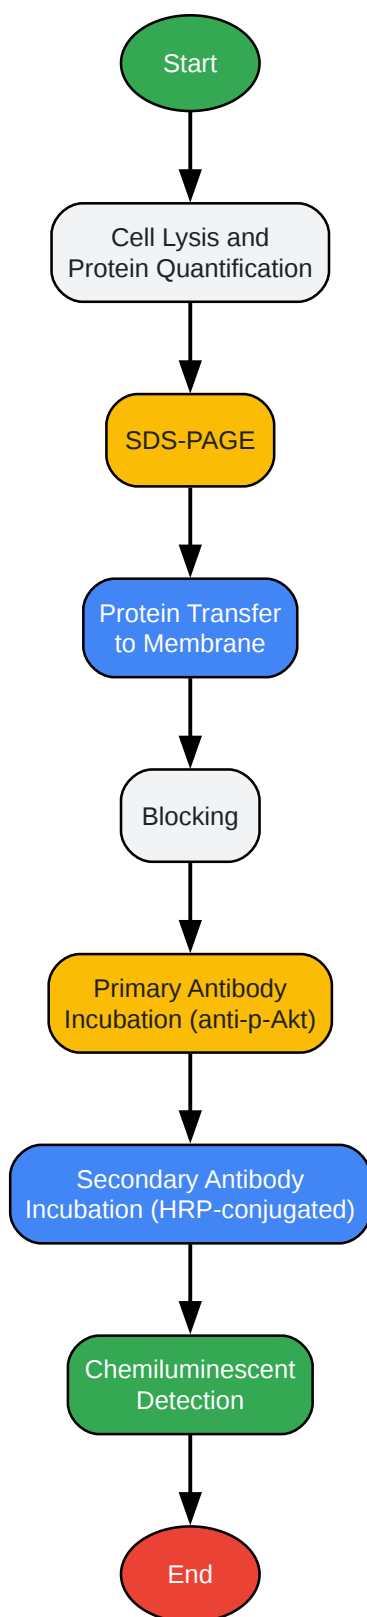 Start
Cell Lysis and
Protein Quantification
SDS-PAGE
Protein Transfer
to Membrane
Blocking
Primary Antibody
Incubation (anti-p-Akt)
Secondary Antibody
Incubation (HRP-conjugated)
Chemiluminescent
Detection
End